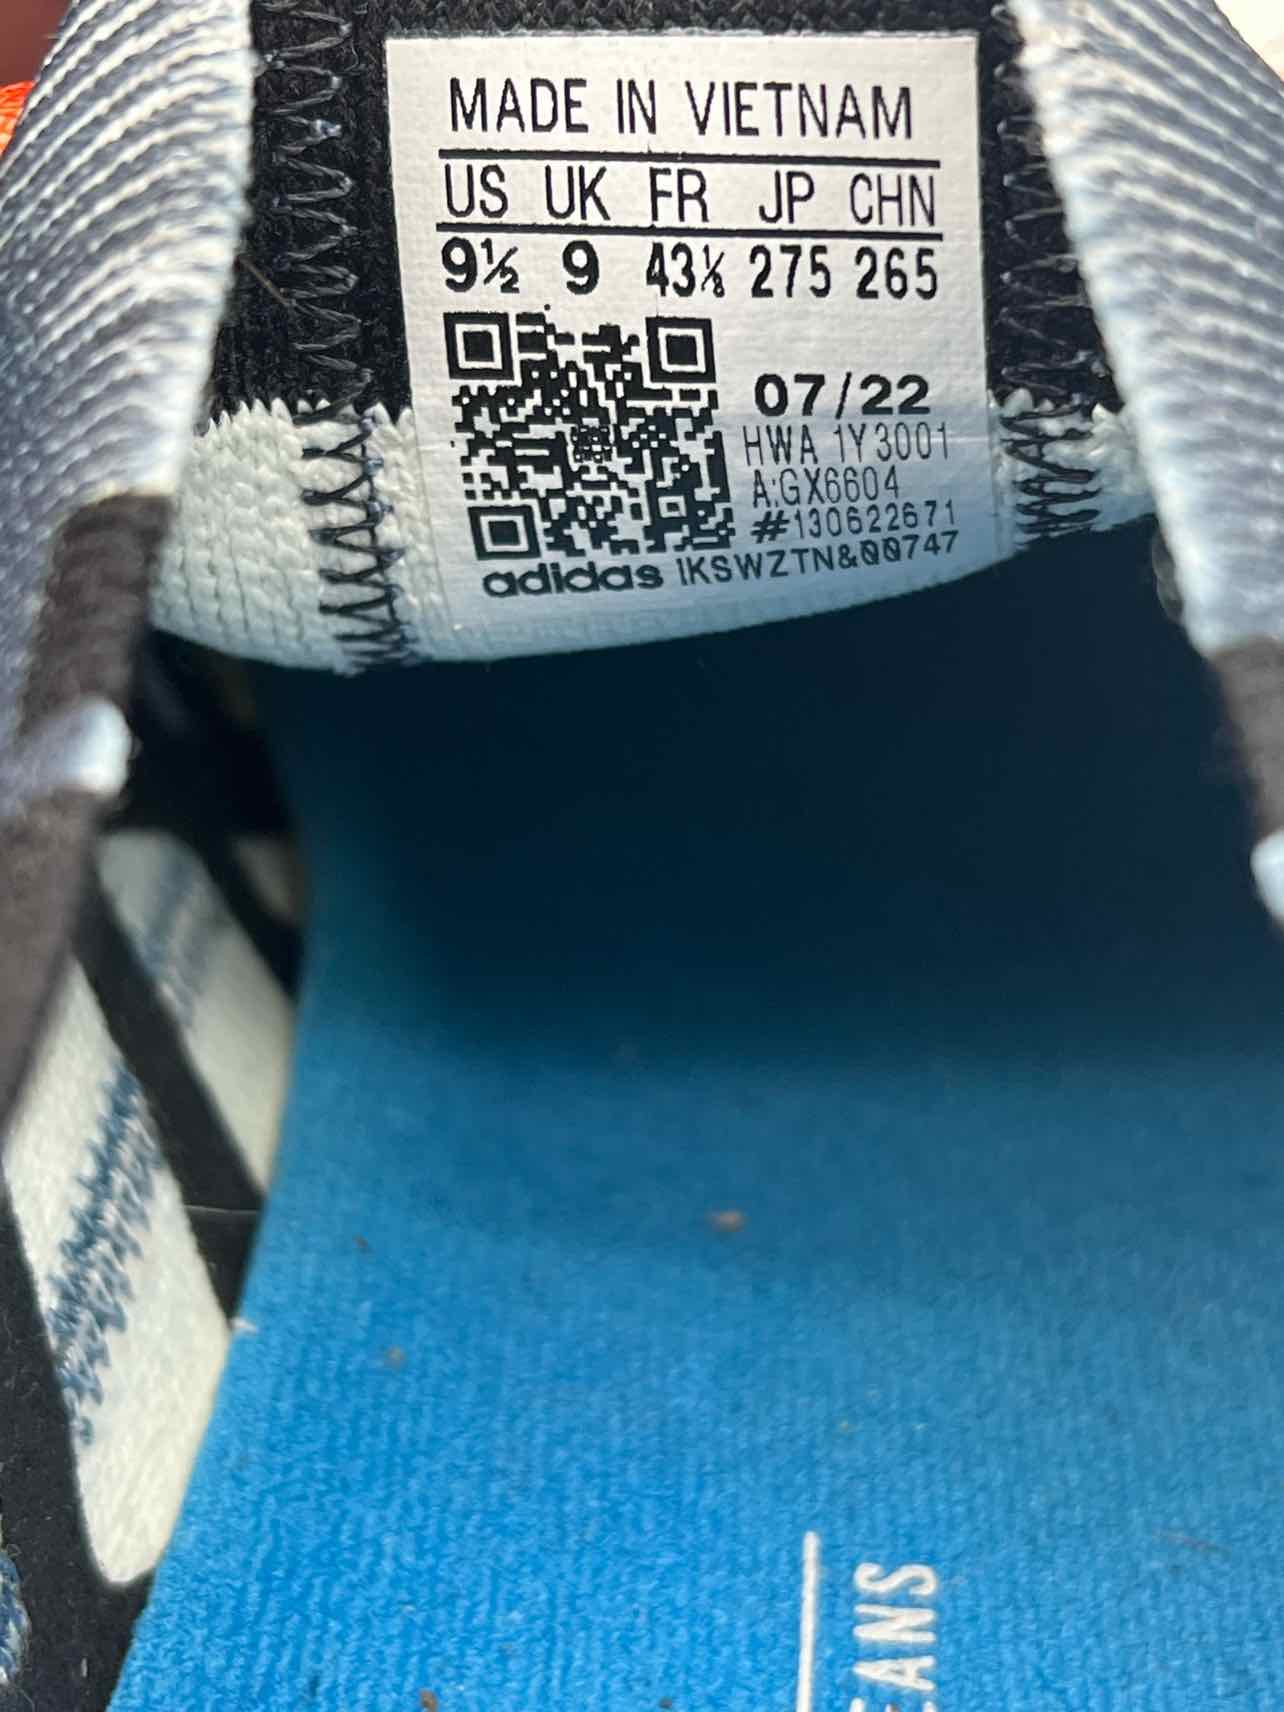 MADE IN VIETNAM
US UK FR JP CHN
9½ 9 43⅓ 275 265
07/22
HWA 1Y3001
A:GX6604
#130622671
adidas IKSWZTN&00747